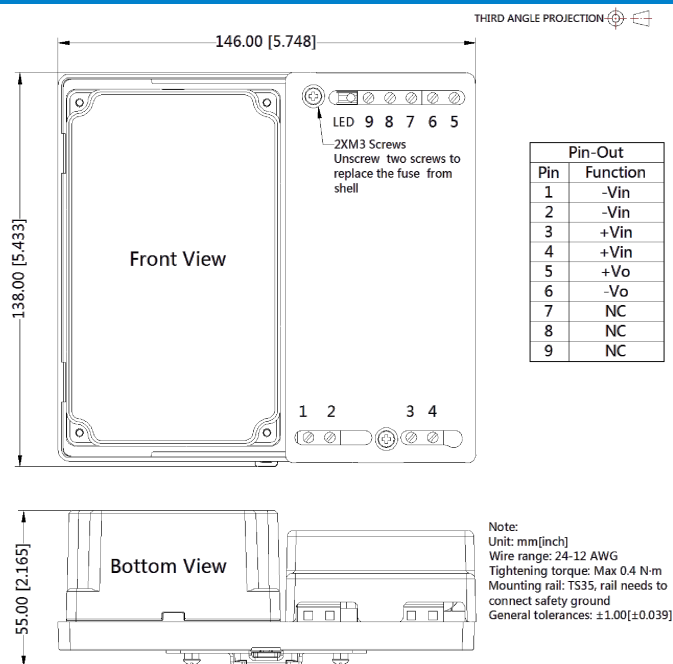 THIRD ANGLE PROJECTION
146.00 [5.748]
LED 9 8 7 6 5
2XM3 Screws
Unscrew two screws to
replace the fuse from
shell
138.00 [5.433]
Front View
1 2 3 4
Pin-Out
Pin Function
1 -Vin
2 -Vin
3 +Vin
4 +Vin
5 +Vo
6 -Vo
7 NC
8 NC
9 NC
55.00 [2.165]
Bottom View
Note:
Unit: mm[inch]
Wire range: 24-12 AWG
Tightening torque: Max 0.4 N·m
Mounting rail: TS35, rail needs to
connect safety ground
General tolerances: ±1.00[±0.039]